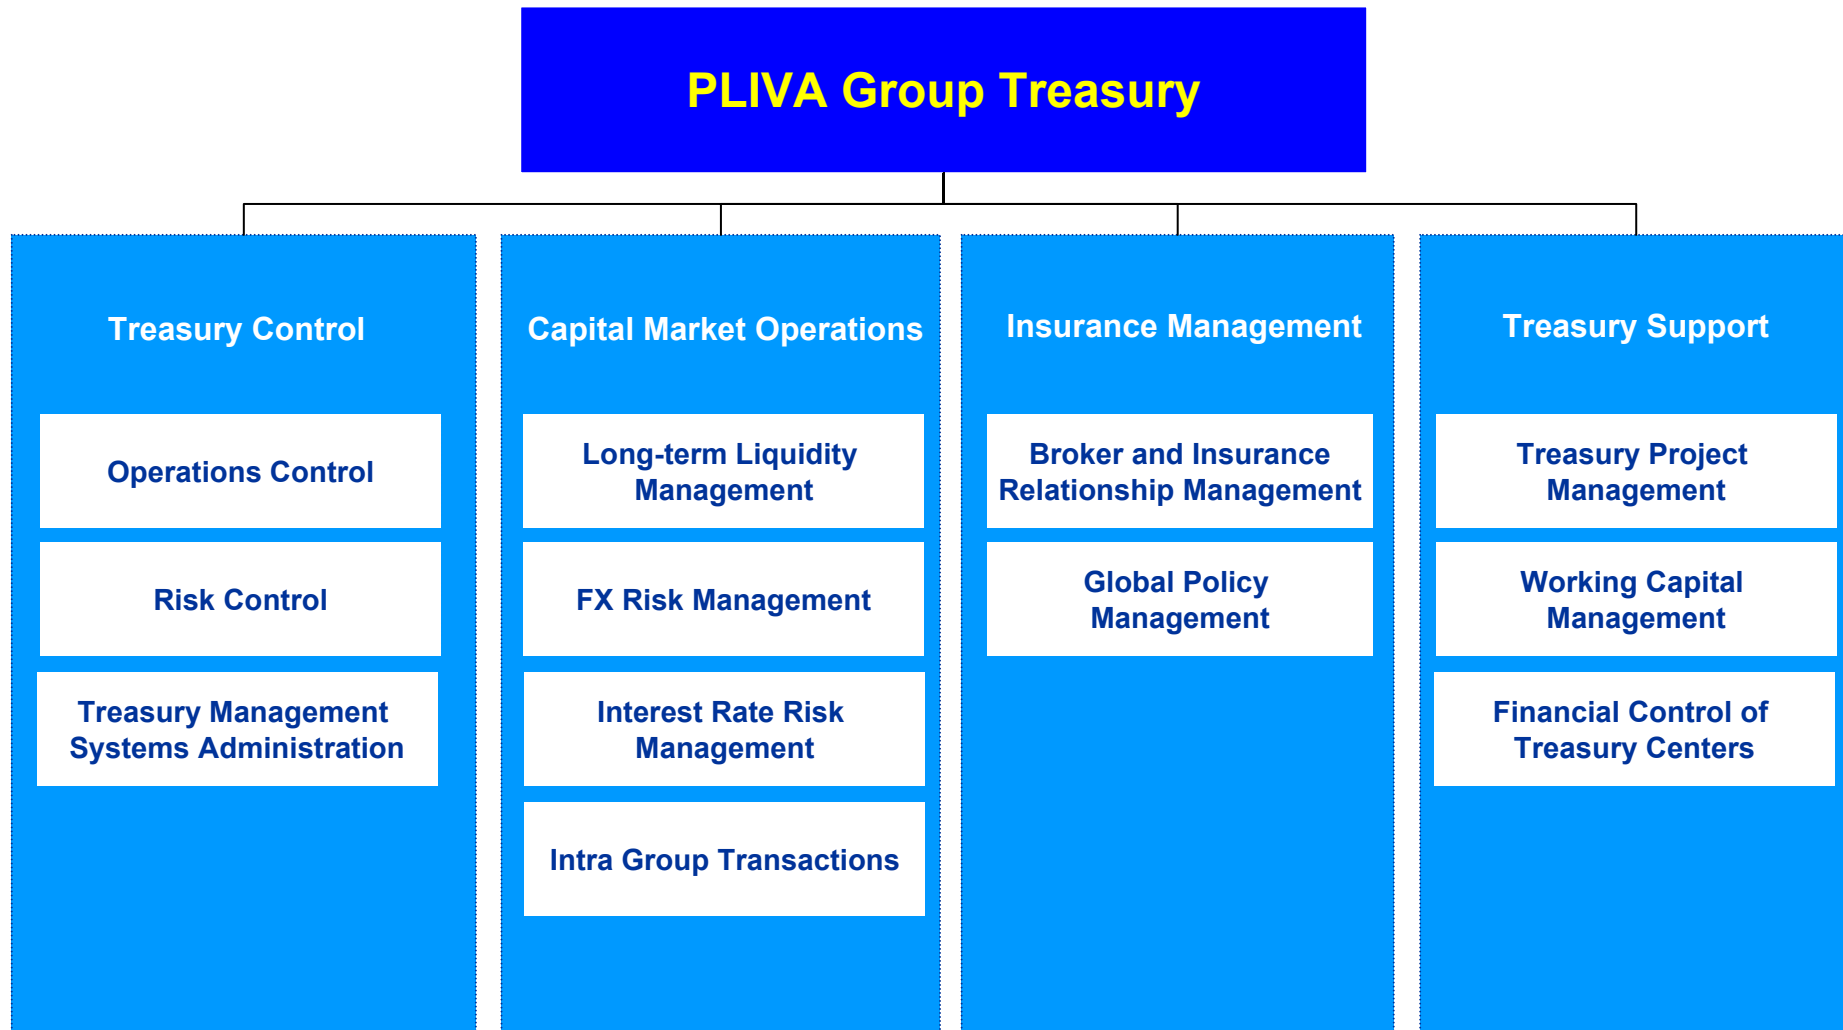 PLIVA Group Treasury
Treasury Control
Operations Control
Risk Control
Treasury Management
Systems Administration
Capital Market Operations
Long-term Liquidity
Management
FX Risk Management
Interest Rate Risk
Management
Intra Group Transactions
Insurance Management
Broker and Insurance
Relationship Management
Global Policy
Management
Treasury Support
Treasury Project
Management
Working Capital
Management
Financial Control of
Treasury Centers